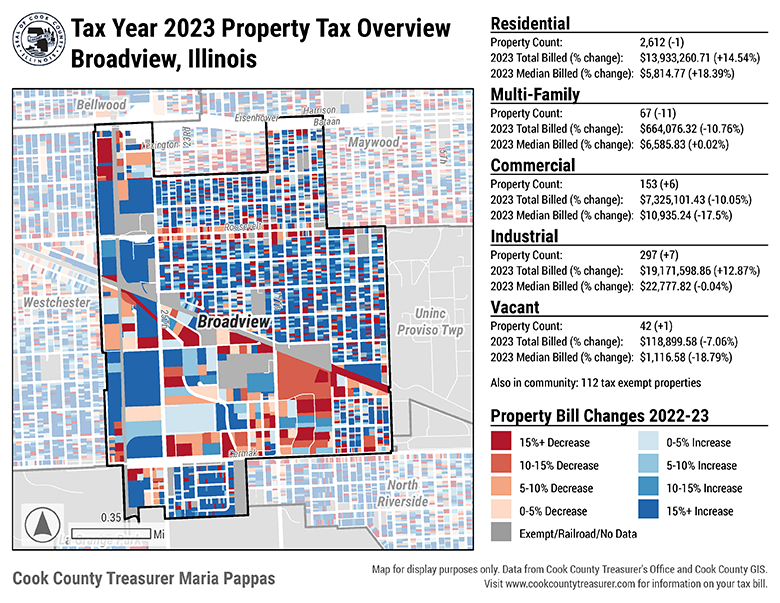 SEAL OF COOK COUNTY
ILLINOIS
Tax Year 2023 Property Tax Overview
Broadview, Illinois
Bellwood
Harrison
Eisenhower
Bataan
Lexington
23RD
Maywood
5TH
Roosevelt
Westchester
Broadview
Uninc
Proviso Twp
Cermak
North
Riverside
La Grange Park
0.35
Mi
Residential
Property Count: 2,612 (-1)
2023 Total Billed (% change): $13,933,260.71 (+14.54%)
2023 Median Billed (% change): $5,814.77 (+18.39%)
Multi-Family
Property Count: 67 (-11)
2023 Total Billed (% change): $664,076.32 (-10.76%)
2023 Median Billed (% change): $6,585.83 (+0.02%)
Commercial
Property Count: 153 (+6)
2023 Total Billed (% change): $7,325,101.43 (-10.05%)
2023 Median Billed (% change): $10,935.24 (-17.5%)
Industrial
Property Count: 297 (+7)
2023 Total Billed (% change): $19,171,598.86 (+12.87%)
2023 Median Billed (% change): $22,777.82 (-0.04%)
Vacant
Property Count: 42 (+1)
2023 Total Billed (% change): $118,899.58 (-7.06%)
2023 Median Billed (% change): $1,116.58 (-18.79%)
Also in community: 112 tax exempt properties
Property Bill Changes 2022-23
15%+ Decrease
0-5% Increase
10-15% Decrease
5-10% Increase
5-10% Decrease
10-15% Increase
0-5% Decrease
15%+ Increase
Exempt/Railroad/No Data
Cook County Treasurer Maria Pappas
Map for display purposes only. Data from Cook County Treasurer's Office and Cook County GIS.
Visit www.cookcountytreasurer.com for information on your tax bill.